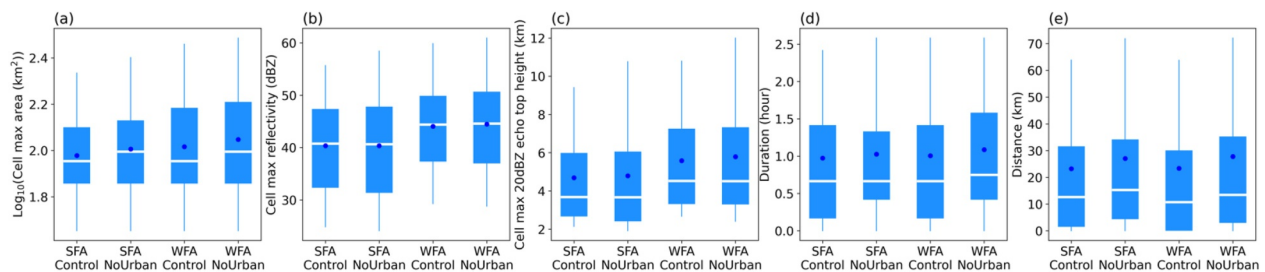 (a)
Log10(Cell max area (km²))
2.4
2.2
2.0
1.8
SFA SFA WFA WFA
Control NoUrban Control NoUrban
(b)
Cell max reflectivity (dBZ)
60
50
40
30
SFA SFA WFA WFA
Control NoUrban Control NoUrban
(c)
Cell max 20dBZ echo top height (km)
12
10
8
6
4
2
SFA SFA WFA WFA
Control NoUrban Control NoUrban
(d)
Duration (hour)
2.5
2.0
1.5
1.0
0.5
0.0
SFA SFA WFA WFA
Control NoUrban Control NoUrban
(e)
Distance (km)
70
60
50
40
30
20
10
0
SFA SFA WFA WFA
Control NoUrban Control NoUrban